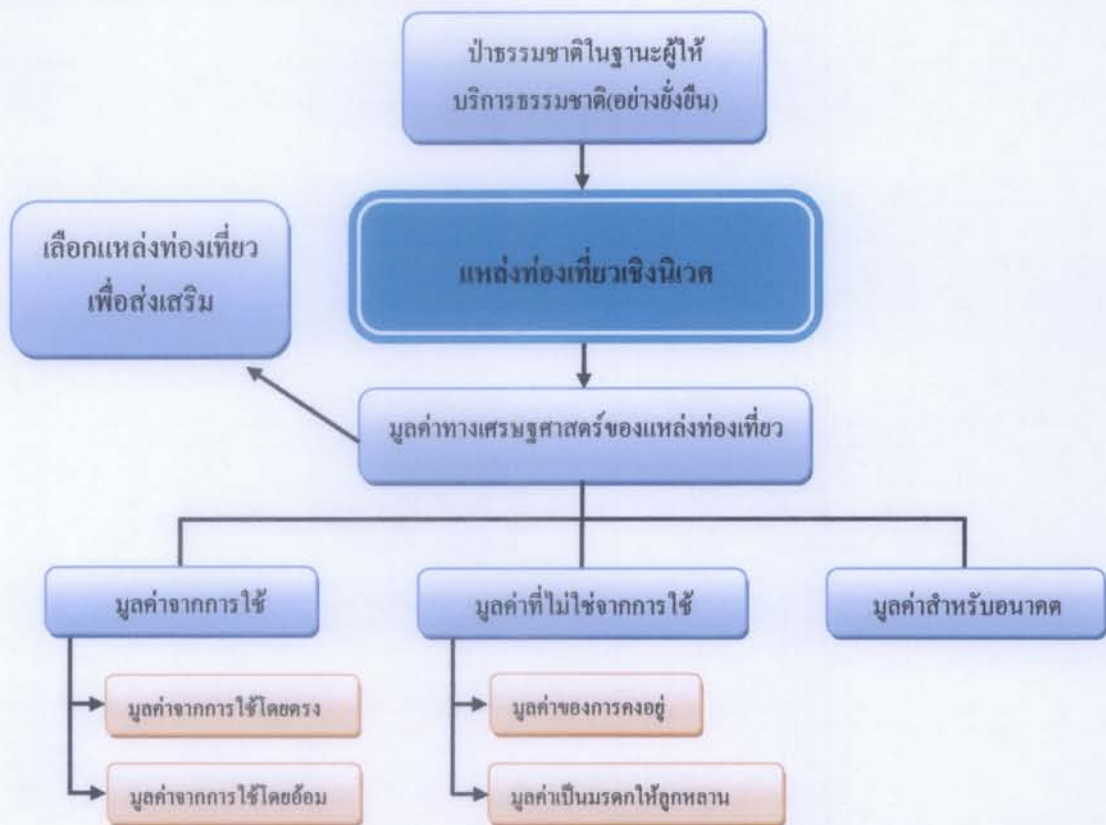 ป่าธรรมชาติในฐานะผู้ให้
บริการธรรมชาติ(อย่างยั่งยืน)
เลือกแหล่งท่องเที่ยว
เพื่อส่งเสริม
แหล่งท่องเที่ยวเชิงนิเวศ
มูลค่าทางเศรษฐศาสตร์ของแหล่งท่องเที่ยว
มูลค่าจากการใช้
มูลค่าที่ไม่ใช่จากการใช้
มูลค่าสำหรับอนาคต
มูลค่าจากการใช้โดยตรง
มูลค่าของการคงอยู่
มูลค่าจากการใช้โดยอ้อม
มูลค่าเป็นมรดกให้ลูกหลาน